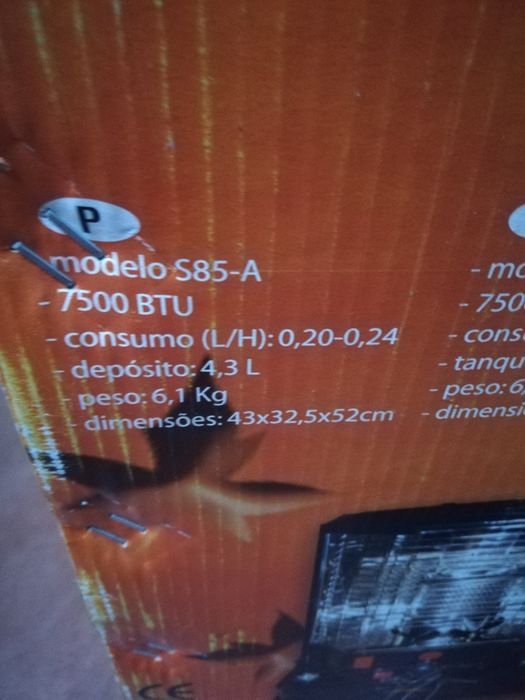 P
modelo S85-A
- 7500 BTU
- consumo (L/H): 0,20-0,24
- depósito: 4,3 L
- peso: 6,1 Kg
- dimensões: 43x32,5x52cm
- mo
- 750
- cons
- tanqu
- peso: 6,
- dimensi
CE